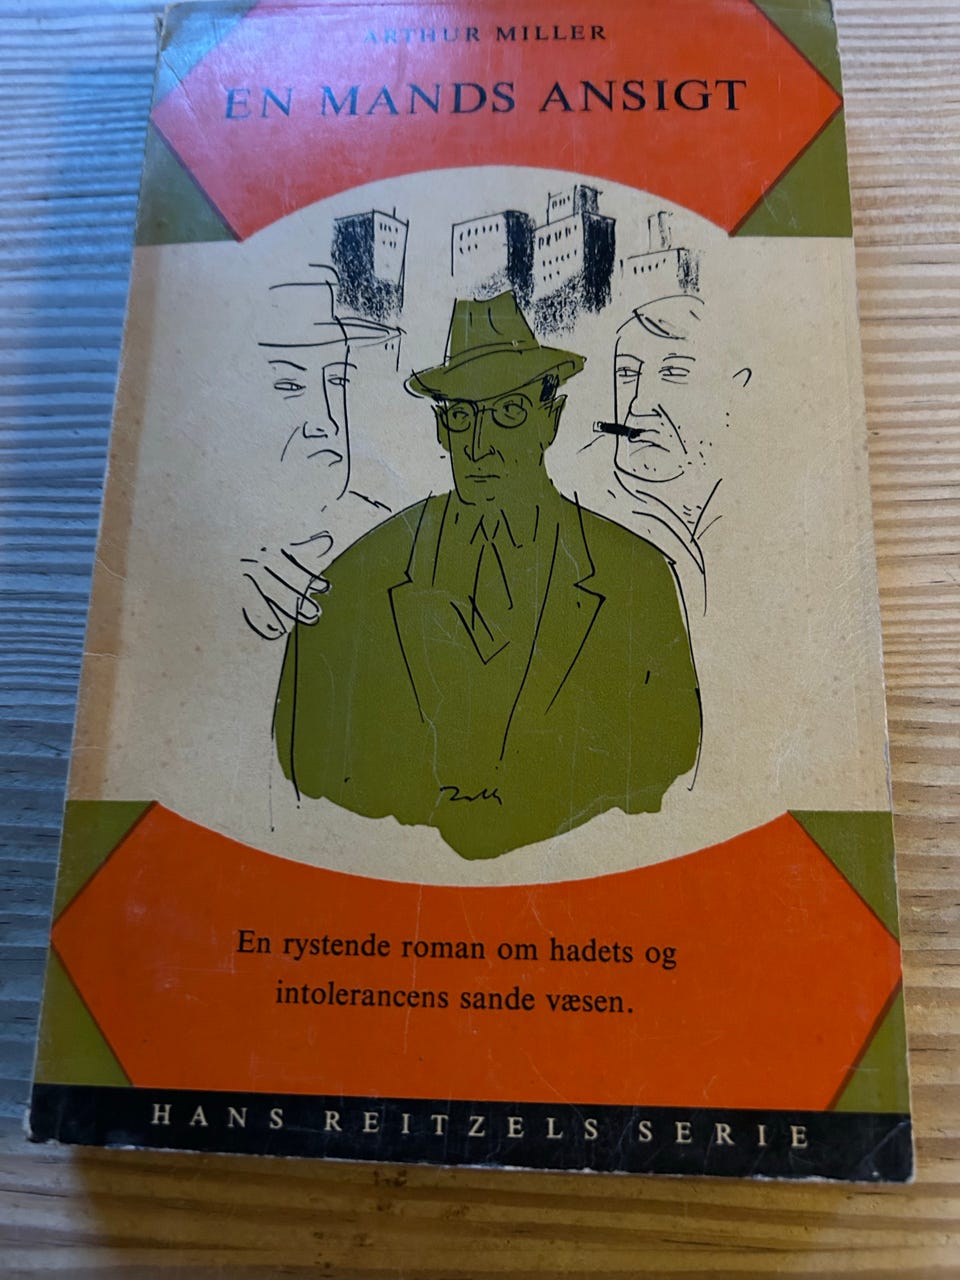 ARTHUR MILLER
EN MANDS ANSIGT
En rystende roman om hadets og
intolerancens sande væsen.
HANS REITZELS SERIE